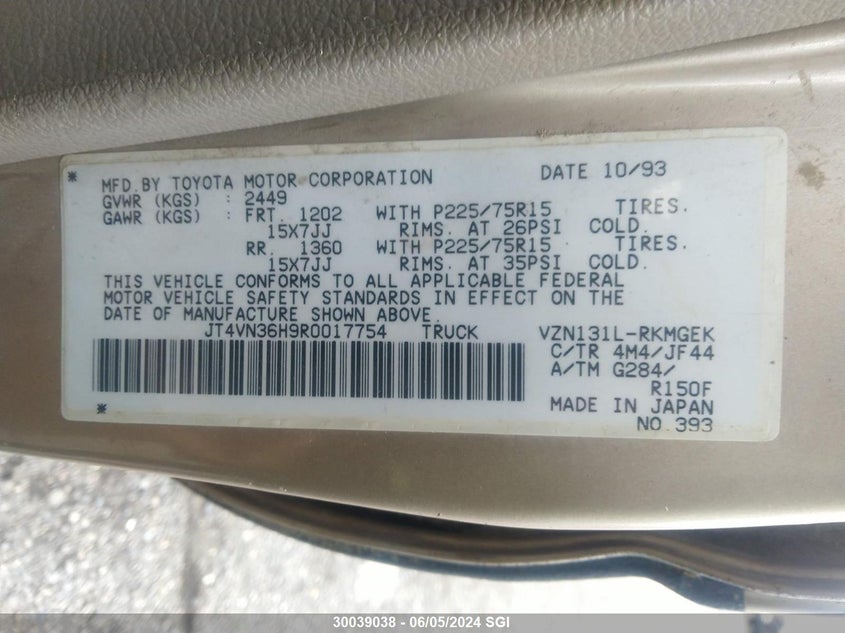 * MFD.BY TOYOTA MOTOR CORPORATION DATE 10/93
GVWR (KGS) : 2449
GAWR (KGS) : FRT. 1202 WITH P225/75R15 TIRES.
15X7JJ RIMS. AT 26PSI COLD.
RR. 1360 WITH P225/75R15 TIRES.
15X7JJ RIMS. AT 35PSI COLD.
THIS VEHICLE CONFORMS TO ALL APPLICABLE FEDERAL
MOTOR VEHICLE SAFETY STANDARDS IN EFFECT ON THE
DATE OF MANUFACTURE SHOWN ABOVE.
JT4VN36H9R0017754 TRUCK VZN131L-RKMGEK
C/TR 4M4/JF44
A/TM G284/
R150F
* MADE IN JAPAN
NO.393
30039038 - 06/05/2024 SGI